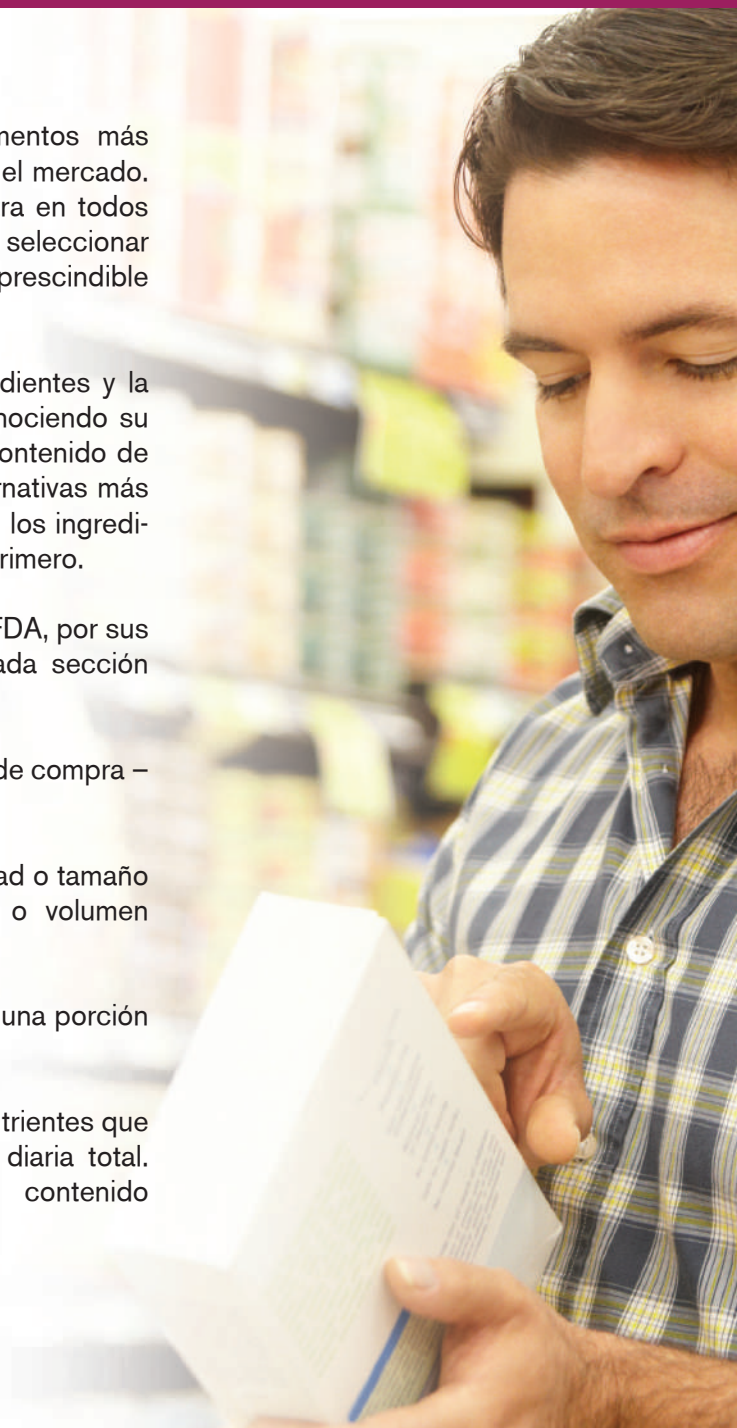 mentos más
el mercado.
ra en todos
seleccionar
prescindible
dientes y la
nociendo su
ontenido de
rnativas más
los ingredi-
rimero.
FDA, por sus
ada sección
de compra –
ad o tamaño
o volumen
una porción
trientes que
diaria total.
contenido